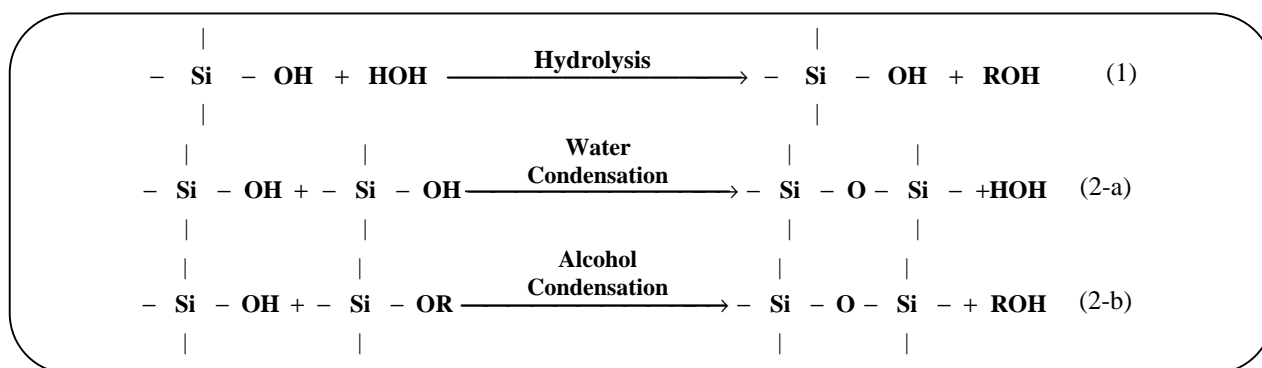 |                                                                 |
– Si – OH + HOH Hydrolysis ⟶ – Si – OH + ROH (1)
|                                                                 |
|                 |                                              |               |
– Si – OH + – Si – OH Water Condensation ⟶ – Si – O – Si – +HOH (2-a)
|                 |                                              |               |
|                 |                                              |               |
– Si – OH + – Si – OR Alcohol Condensation ⟶ – Si – O – Si – + ROH (2-b)
|                 |                                              |               |